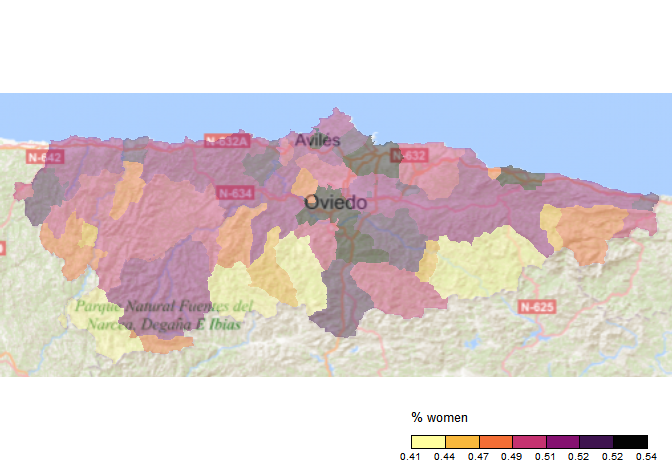 N-632A
Avilés
N-642
N-632
N-634
Oviedo
Parque Natural Fuentes del
Narcea, Degaña E Ibias
N-625
% women
0.41 0.44 0.47 0.49 0.51 0.52 0.52 0.54